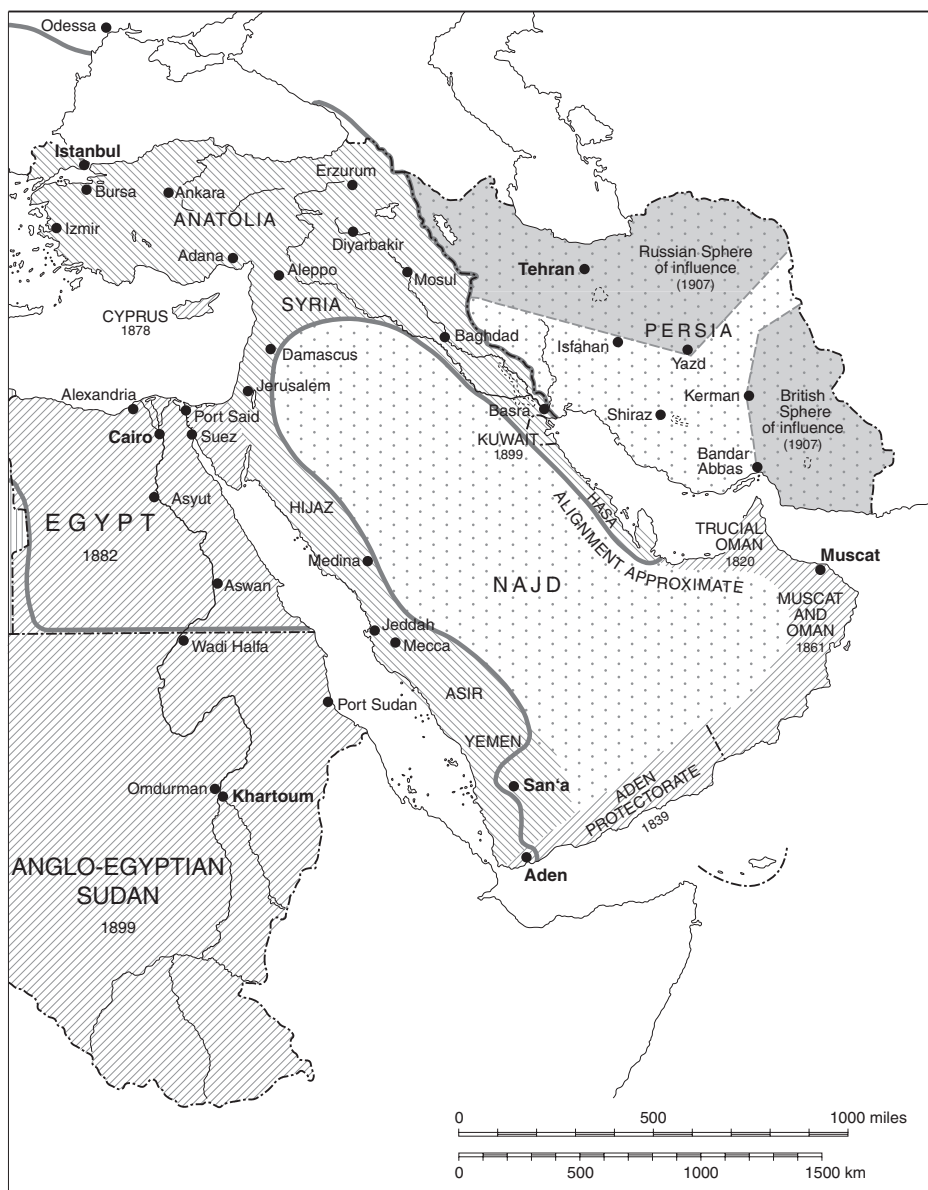 Odessa
Istanbul
Bursa
Ankara
Erzurum
ANATOLIA
Izmir
Diyarbakir
Adana
Aleppo
Mosul
Tehran
Russian Sphere
of influence
(1907)
CYPRUS
1878
SYRIA
PERSIA
Baghdad
Isfahan
Yazd
Damascus
Jerusalem
Alexandria
Port Said
Cairo
Suez
Basra
KUWAIT
1899
Shiraz
Kerman
British
Sphere
of influence
(1907)
Bandar
Abbas
Asyut
HIJAZ
HASA
ALIGNMENT APPROXIMATE
EGYPT
1882
TRUCIAL
OMAN
1820
Muscat
Medina
NAJD
Aswan
MUSCAT
AND
OMAN
1861
Jeddah
Mecca
Wadi Halfa
ASIR
Port Sudan
YEMEN
San‘a
Omdurman
Khartoum
ADEN
PROTECTORATE
1839
Aden
ANGLO-EGYPTIAN
SUDAN
1899
0 500 1000 miles
0 500 1000 1500 km